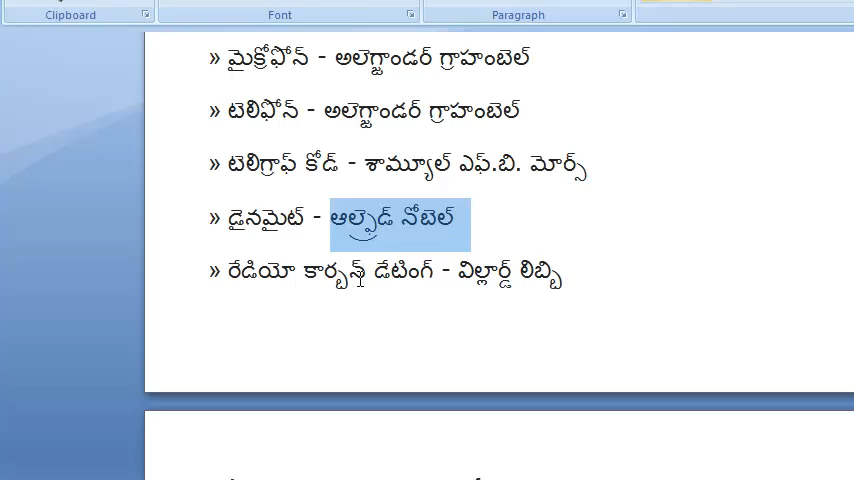 Clipboard Font Paragraph
» మైక్రోఫోన్ - అలెగ్జాండర్ గ్రాహంబెల్
» టెలిఫోన్ - అలెగ్జాండర్ గ్రాహంబెల్
» టెలిగ్రాఫ్ కోడ్ - శామ్యూల్ ఎఫ్.బి. మోర్స్
» డైనమైట్ - ఆల్ఫ్రెడ్ నోబెల్
» రేడియో కార్బన్ డేటింగ్ - విల్లార్డ్ లిబ్బి